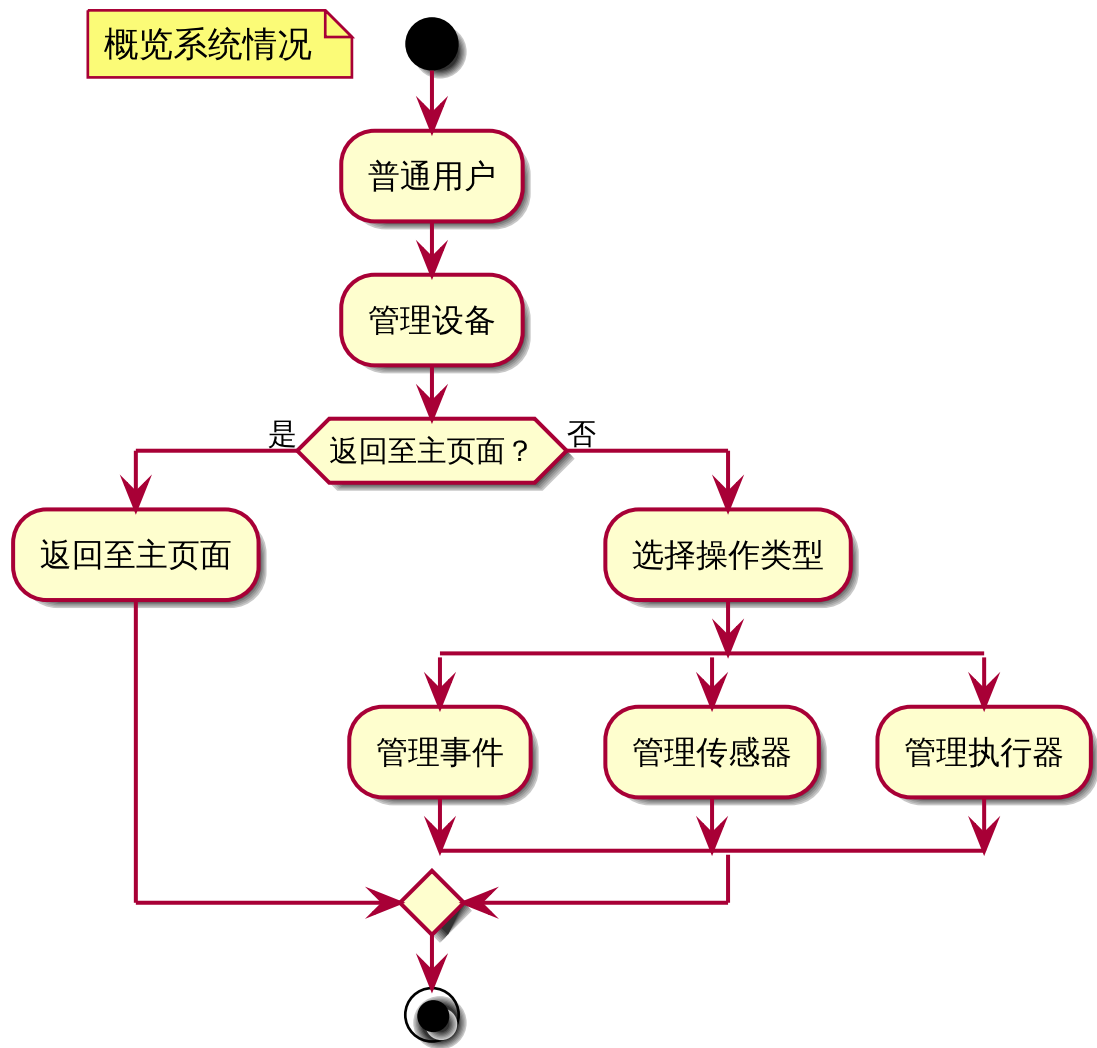 概览系统情况
普通用户
管理设备
是
返回至主页面？
否
返回至主页面
选择操作类型
管理事件
管理传感器
管理执行器